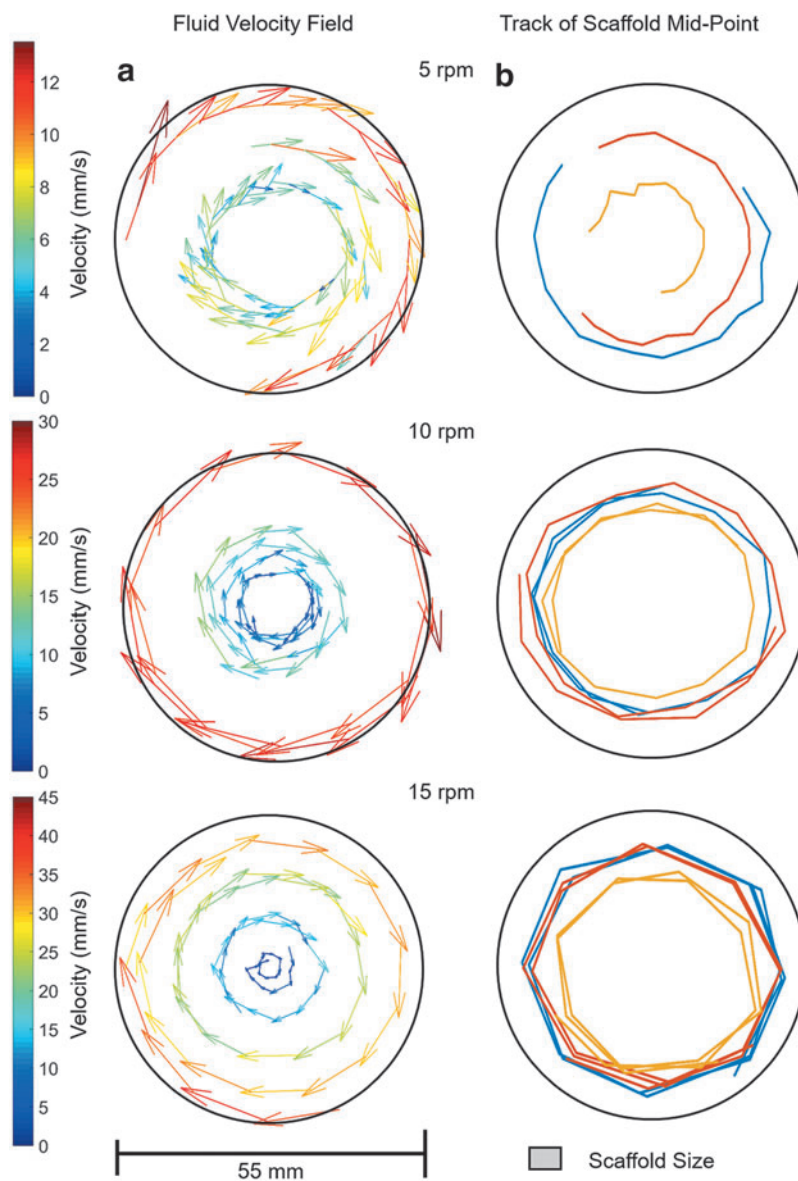 Fluid Velocity Field
Track of Scaffold Mid-Point
a
5 rpm
b
12
10
8
6
4
2
0
Velocity (mm/s)
10 rpm
30
25
20
15
10
5
0
Velocity (mm/s)
15 rpm
45
40
35
30
25
20
15
10
5
0
Velocity (mm/s)
55 mm
Scaffold Size